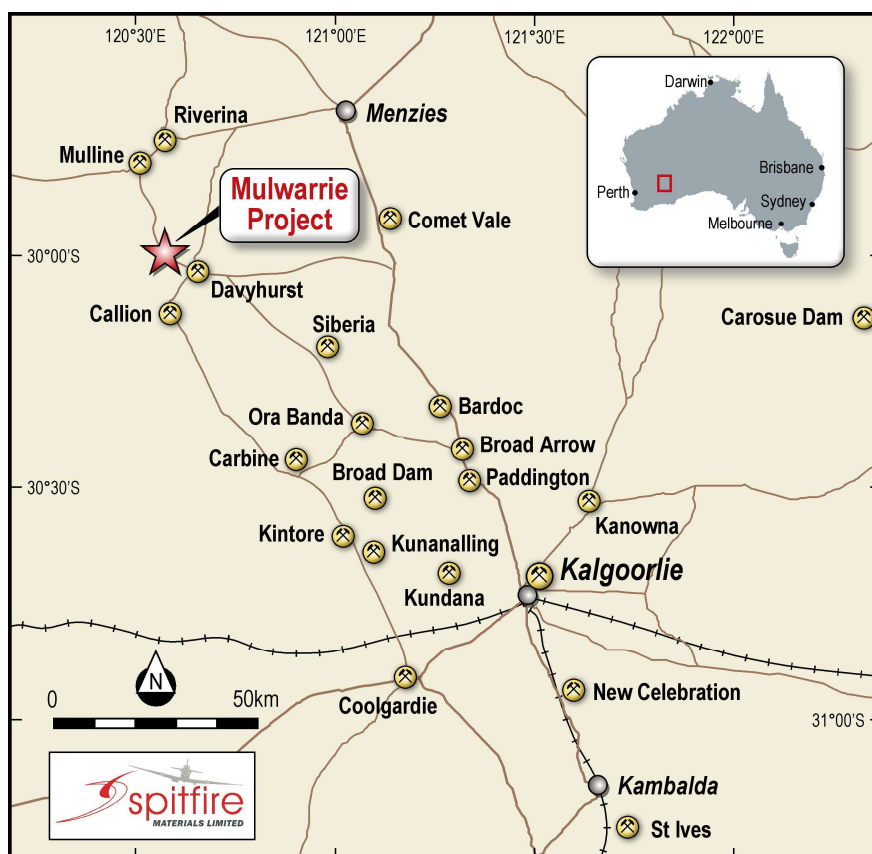 120°30'E
121°00'E
121°30'E
122°00'E
Darwin
Brisbane
Perth
Sydney
Melbourne
Riverina
Menzies
Mulline
Mulwarrie
Project
Comet Vale
30°00'S
Davyhurst
Callion
Siberia
Carosue Dam
Bardoc
Ora Banda
Broad Arrow
Carbine
Broad Dam
Paddington
30°30'S
Kanowna
Kintore
Kunanalling
Kalgoorlie
Kundana
N
0
50km
Coolgardie
New Celebration
31°00'S
spitfire
MATERIALS LIMITED
Kambalda
St Ives